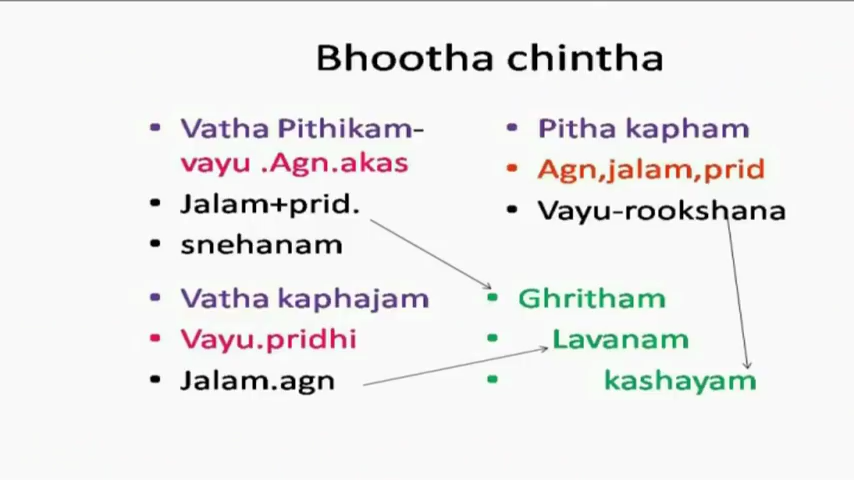 Bhootha chintha
• Vatha Pithikam-
vayu .Agn.akas
• Jalam+prid.
• snehanam
• Pitha kapham
• Agn,jalam,prid
• Vayu-rookshana
• Vatha kaphajam
• Vayu.pridhi
• Jalam.agn
• Ghritham
• Lavanam
• kashayam